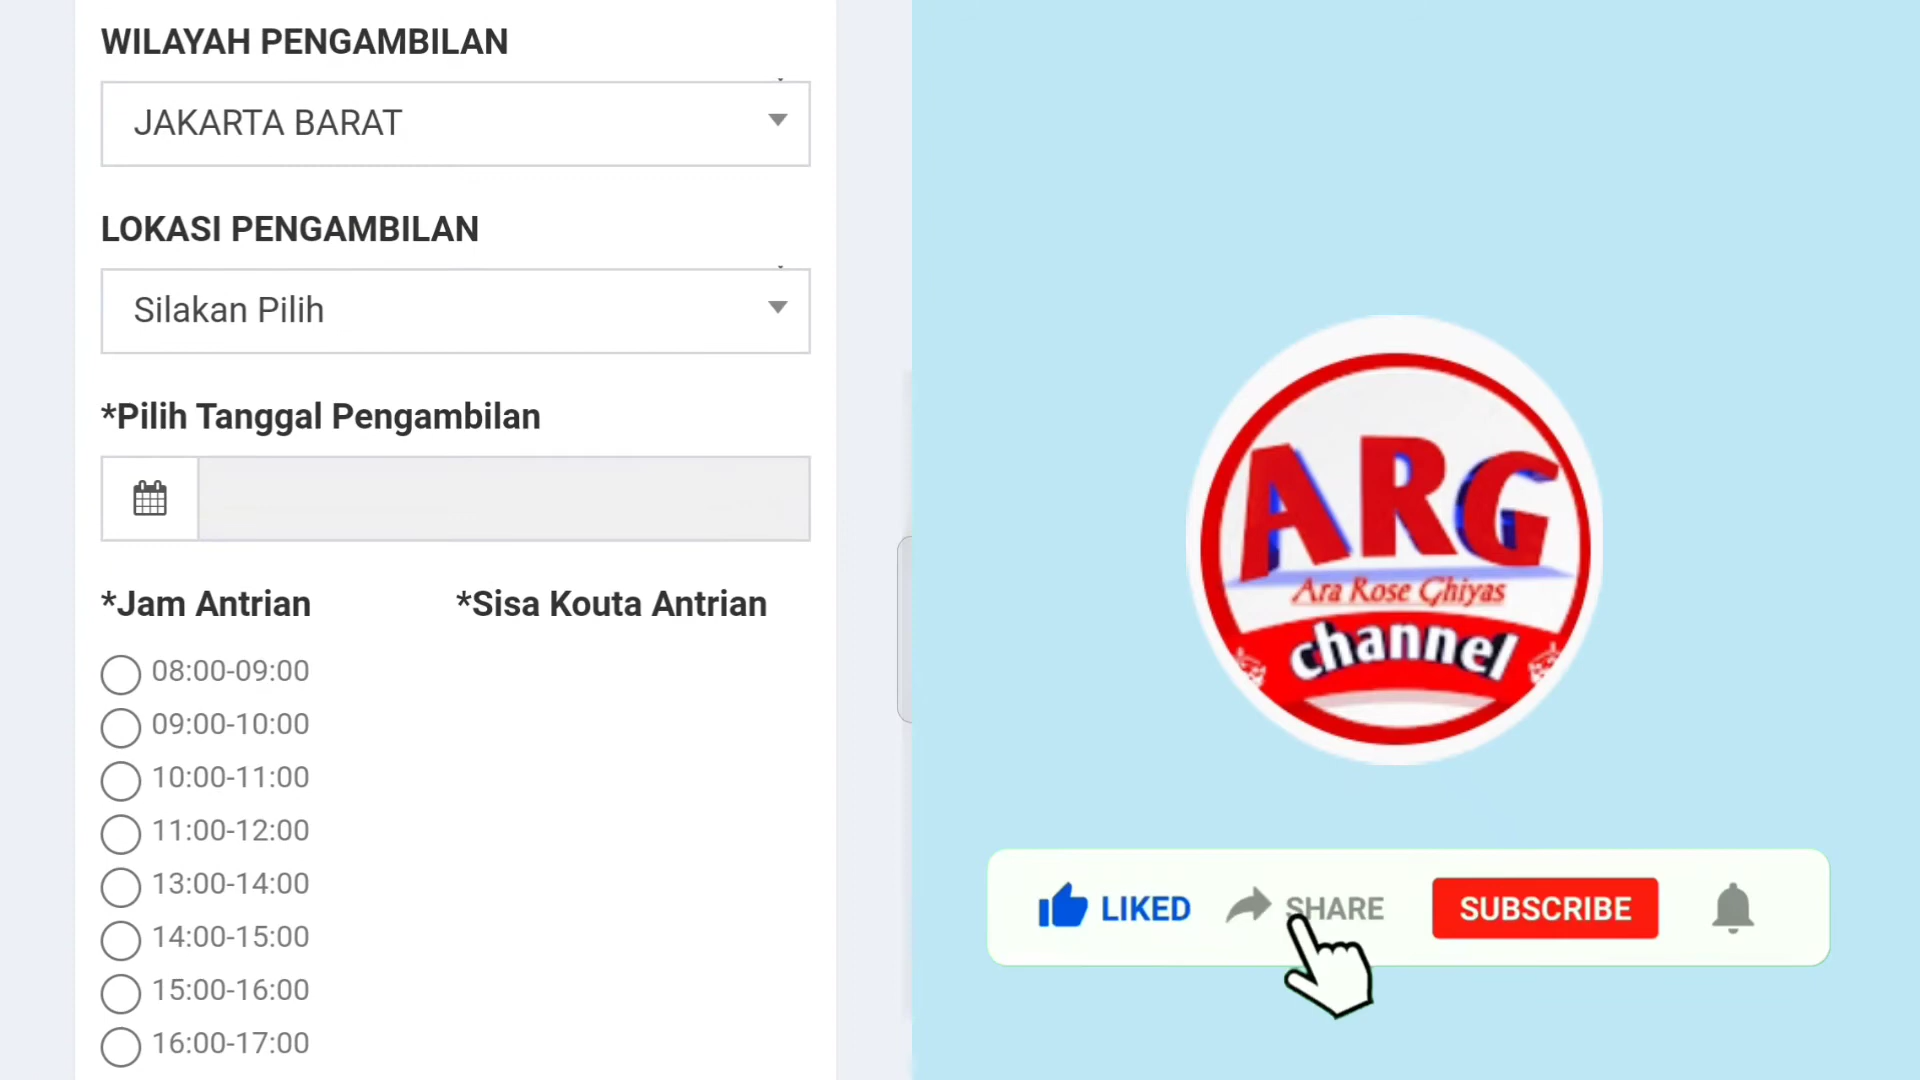 WILAYAH PENGAMBILAN
JAKARTA BARAT
LOKASI PENGAMBILAN
Silakan Pilih
*Pilih Tanggal Pengambilan
*Jam Antrian
*Sisa Kouta Antrian
08:00-09:00
09:00-10:00
10:00-11:00
11:00-12:00
13:00-14:00
14:00-15:00
15:00-16:00
16:00-17:00
ARG
Ara Rose Ghiyas
channel
LIKED
SHARE
SUBSCRIBE